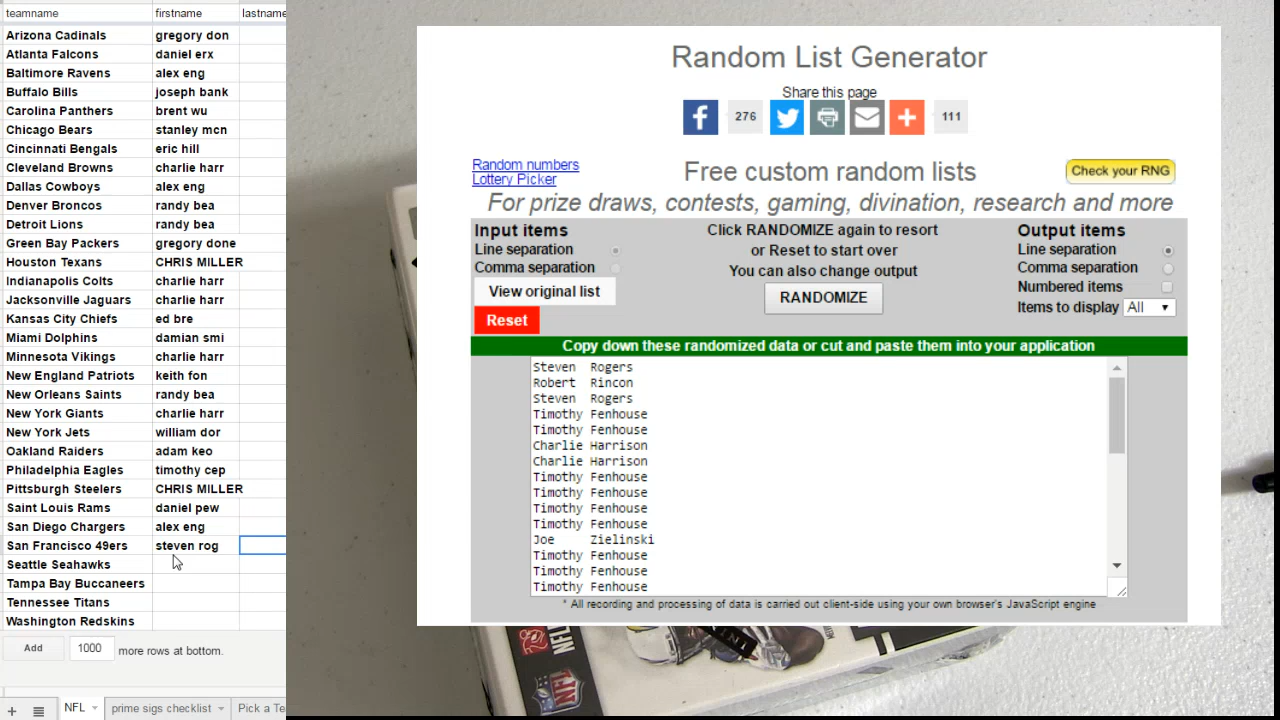 teamname firstname lastname
Arizona Cadinals gregory don
Atlanta Falcons daniel erx
Baltimore Ravens alex eng
Buffalo Bills joseph bank
Carolina Panthers brent wu
Chicago Bears stanley mcn
Cincinnati Bengals eric hill
Cleveland Browns charlie harr
Dallas Cowboys alex eng
Denver Broncos randy bea
Detroit Lions randy bea
Green Bay Packers gregory done
Houston Texans CHRIS MILLER
Indianapolis Colts charlie harr
Jacksonville Jaguars charlie harr
Kansas City Chiefs ed bre
Miami Dolphins damian smi
Minnesota Vikings charlie harr
New England Patriots keith fon
New Orleans Saints randy bea
New York Giants charlie harr
New York Jets william dor
Oakland Raiders adam keo
Philadelphia Eagles timothy cep
Pittsburgh Steelers CHRIS MILLER
Saint Louis Rams daniel pew
San Diego Chargers alex eng
San Francisco 49ers steven rog
Seattle Seahawks
Tampa Bay Buccaneers
Tennessee Titans
Washington Redskins
Add 1000 more rows at bottom.
NFL prime sigs checklist Pick a Te
Random List Generator
Share this page
276 111
Random numbers
Lottery Picker
Free custom random lists
Check your RNG
For prize draws, contests, gaming, divination, research and more
Input items
Line separation
Comma separation
View original list
Reset
Click RANDOMIZE again to resort
or Reset to start over
You can also change output
RANDOMIZE
Output items
Line separation
Comma separation
Numbered items
Items to display All
Copy down these randomized data or cut and paste them into your application
Steven Rogers
Robert Rincon
Steven Rogers
Timothy Fenhouse
Timothy Fenhouse
Charlie Harrison
Charlie Harrison
Timothy Fenhouse
Timothy Fenhouse
Timothy Fenhouse
Timothy Fenhouse
Joe Zielinski
Timothy Fenhouse
Timothy Fenhouse
Timothy Fenhouse
* All recording and processing of data is carried out client-side using your own browser's JavaScript engine
NFL
NFL